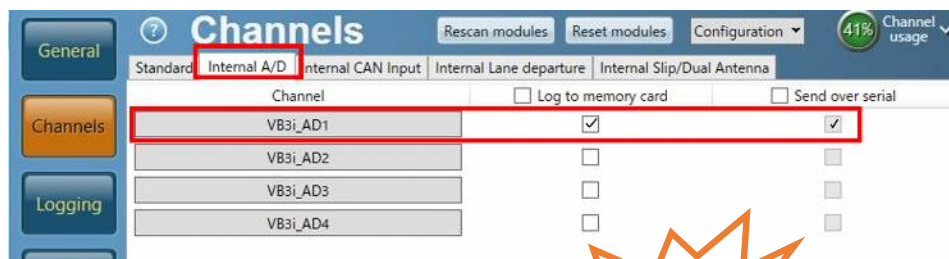 General
Channels
Logging
? Channels
Rescan modules
Reset modules
Configuration
41% Channel usage
Standard Internal A/D Internal CAN Input Internal Lane departure Internal Slip/Dual Antenna
Channel Log to memory card Send over serial
VB3i_AD1
VB3i_AD2
VB3i_AD3
VB3i_AD4